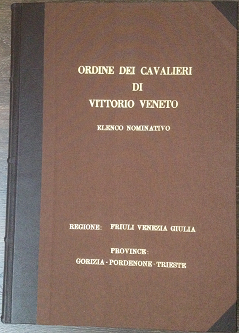 ORDINE DEI CAVALIERI
DI
VITTORIO VENETO
ELENCO NOMINATIVO
REGIONE: FRIULI VENEZIA GIULIA
PROVINCE:
GORIZIA-PORDENONE-TRIESTE